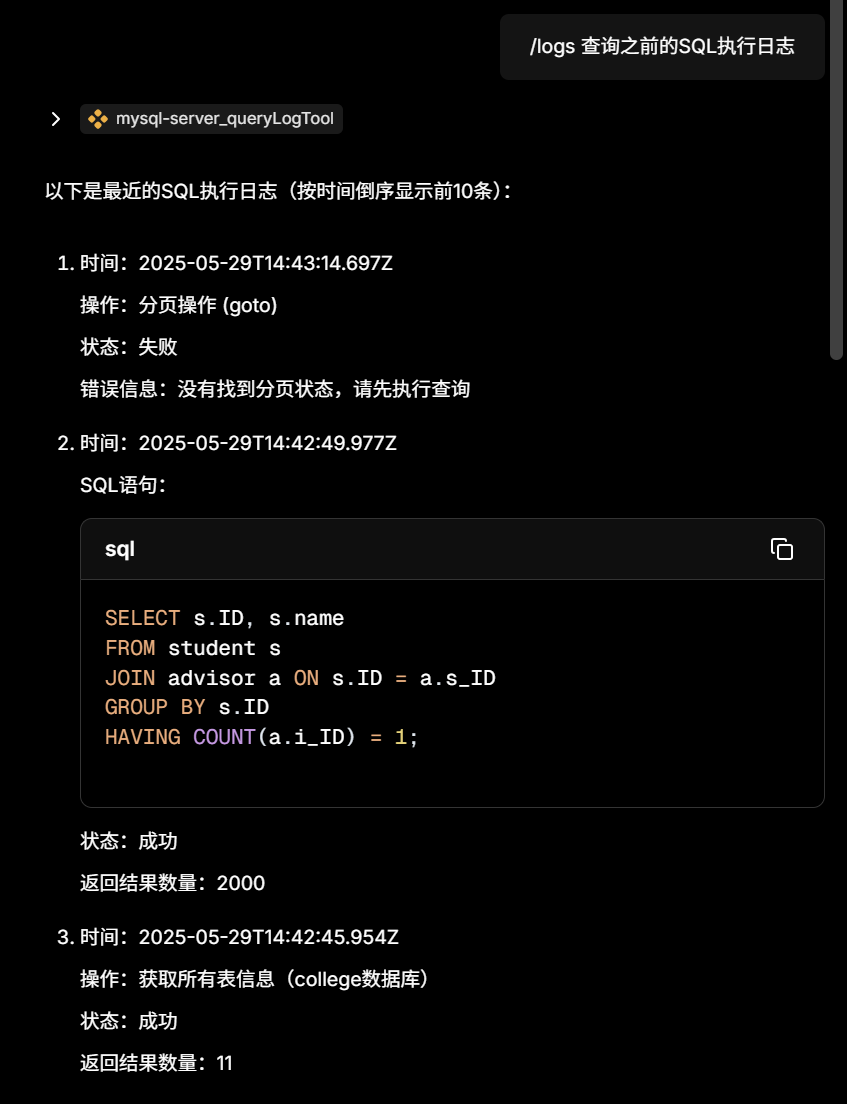 /logs 查询之前的SQL执行日志
mysql-server_queryLogTool
以下是最近的SQL执行日志（按时间倒序显示前10条）：
1. 时间：2025-05-29T14:43:14.697Z
操作：分页操作 (goto)
状态：失败
错误信息：没有找到分页状态，请先执行查询
2. 时间：2025-05-29T14:42:49.977Z
SQL语句：
sql
SELECT s.ID, s.name
FROM student s
JOIN advisor a ON s.ID = a.s_ID
GROUP BY s.ID
HAVING COUNT(a.i_ID) = 1;
状态：成功
返回结果数量：2000
3. 时间：2025-05-29T14:42:45.954Z
操作：获取所有表信息（college数据库）
状态：成功
返回结果数量：11